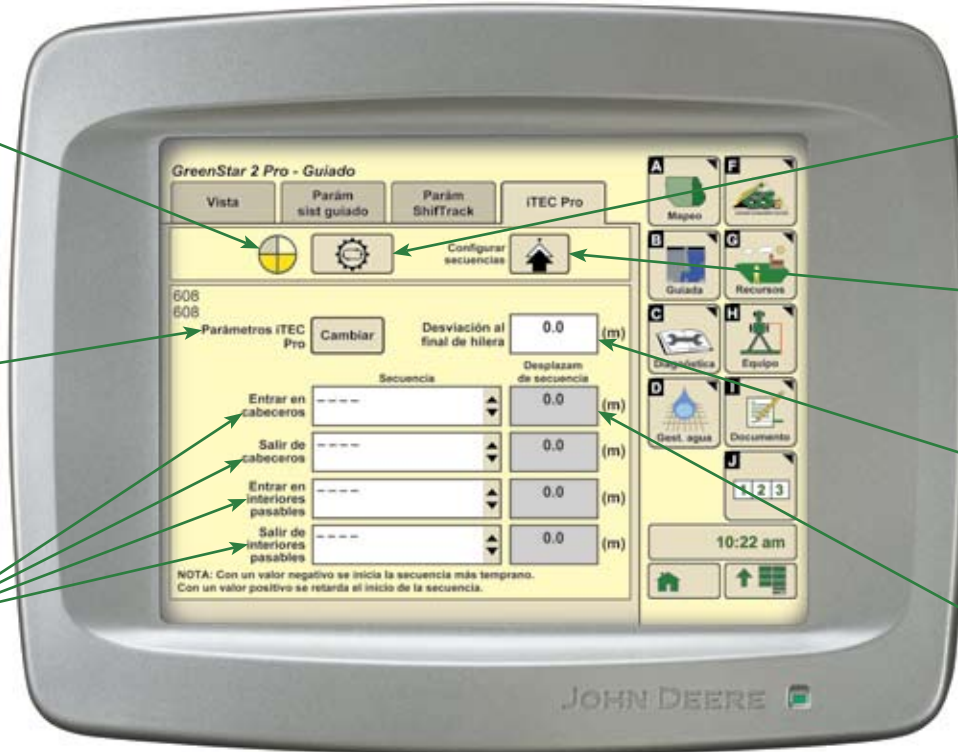 GreenStar 2 Pro - Guiado
Vista
Parám
sist guiado
Parám
ShifTrack
iTEC Pro
Configurar
secuencias
608
608
Parámetros iTEC
Pro
Cambiar
Desviación al
final de hilera
0.0
(m)
Secuencia
Desplazam
de secuencia
Entrar en
cabeceros
----
0.0
(m)
Salir de
cabeceros
----
0.0
(m)
Entrar en
interiores
pasables
----
0.0
(m)
Salir de
interiores
pasables
----
0.0
(m)
NOTA: Con un valor negativo se inicia la secuencia más temprano.
Con un valor positivo se retarda el inicio de la secuencia.
A
Mapeo
F
B
Guiada
G
Recursos
C
Diagnóstica
H
Equipo
D
Gest. agua
I
Documento
J
1 2 3
10:22 am
JOHN DEERE